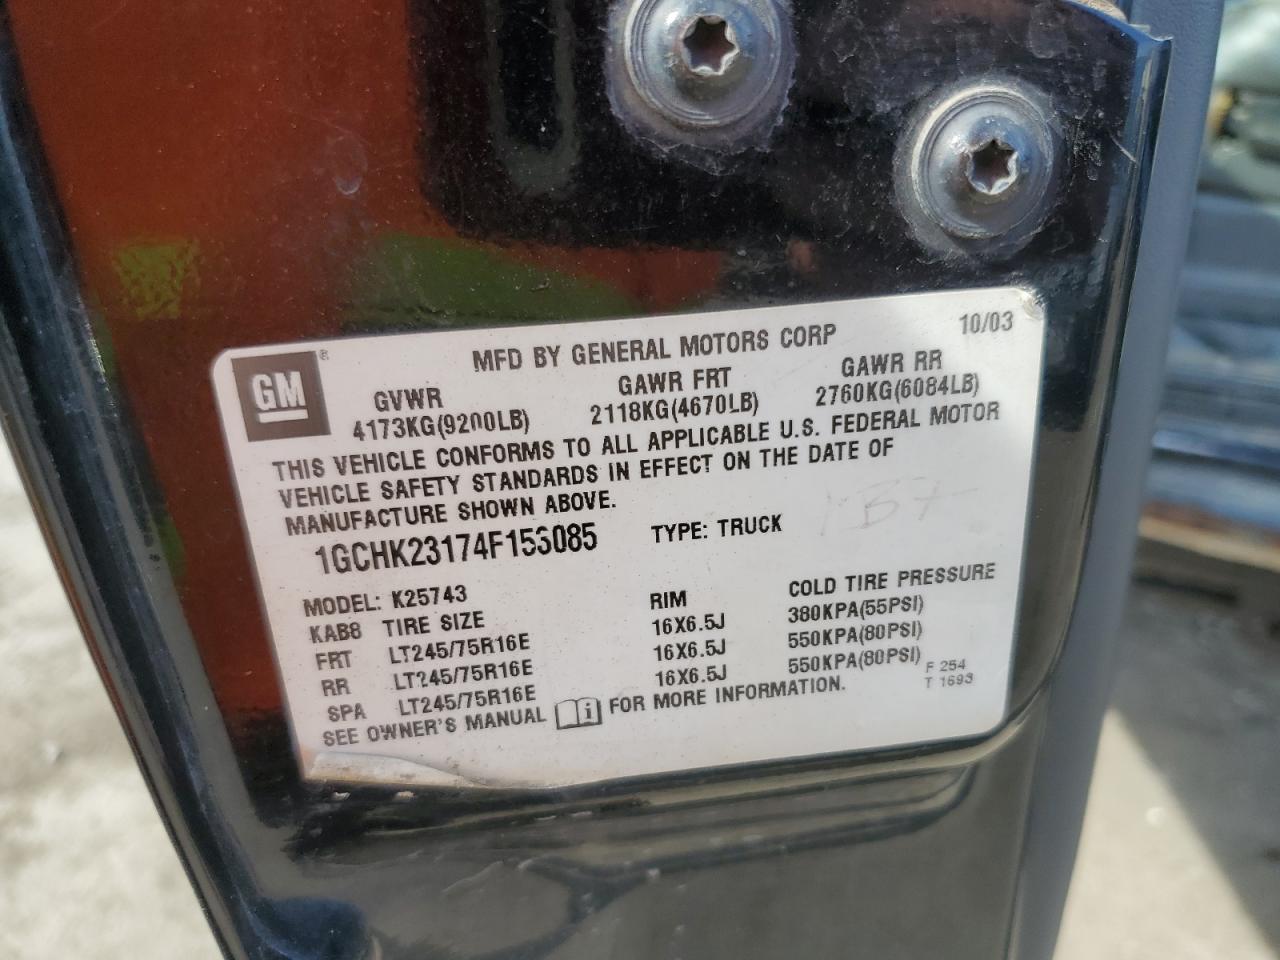 GM ®
MFD BY GENERAL MOTORS CORP 10/03
GVWR GAWR FRT GAWR RR
4173KG(9200LB) 2118KG(4670LB) 2760KG(6084LB)
THIS VEHICLE CONFORMS TO ALL APPLICABLE U.S. FEDERAL MOTOR
VEHICLE SAFETY STANDARDS IN EFFECT ON THE DATE OF
MANUFACTURE SHOWN ABOVE.
TYPE: TRUCK
MODEL: K25743
KAB8 TIRE SIZE RIM COLD TIRE PRESSURE
FRT LT245/75R16E 16X6.5J 380KPA(55PSI)
RR LT245/75R16E 16X6.5J 550KPA(80PSI)
SPA LT245/75R16E 16X6.5J 550KPA(80PSI)
SEE OWNER'S MANUAL i FOR MORE INFORMATION.
F 254
T 1693